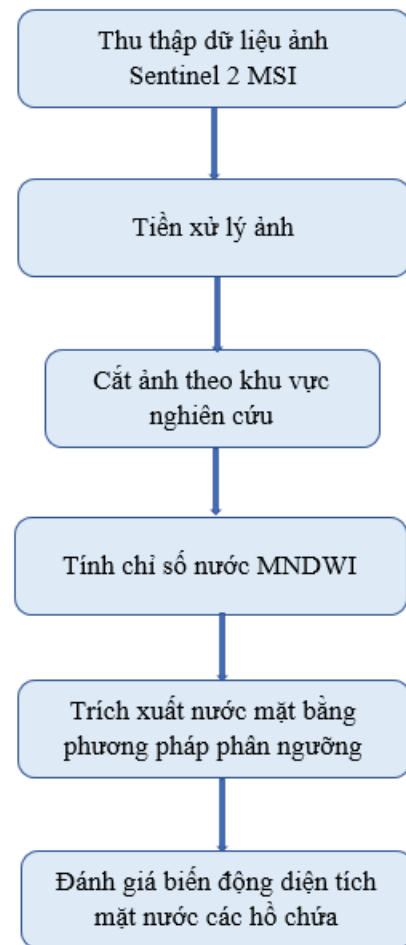 Thu thập dữ liệu ảnh
Sentinel 2 MSI
Tiền xử lý ảnh
Cắt ảnh theo khu vực
nghiên cứu
Tính chỉ số nước MNDWI
Trích xuất nước mặt bằng
phương pháp phân ngưỡng
Đánh giá biến động diện tích
mặt nước các hồ chứa